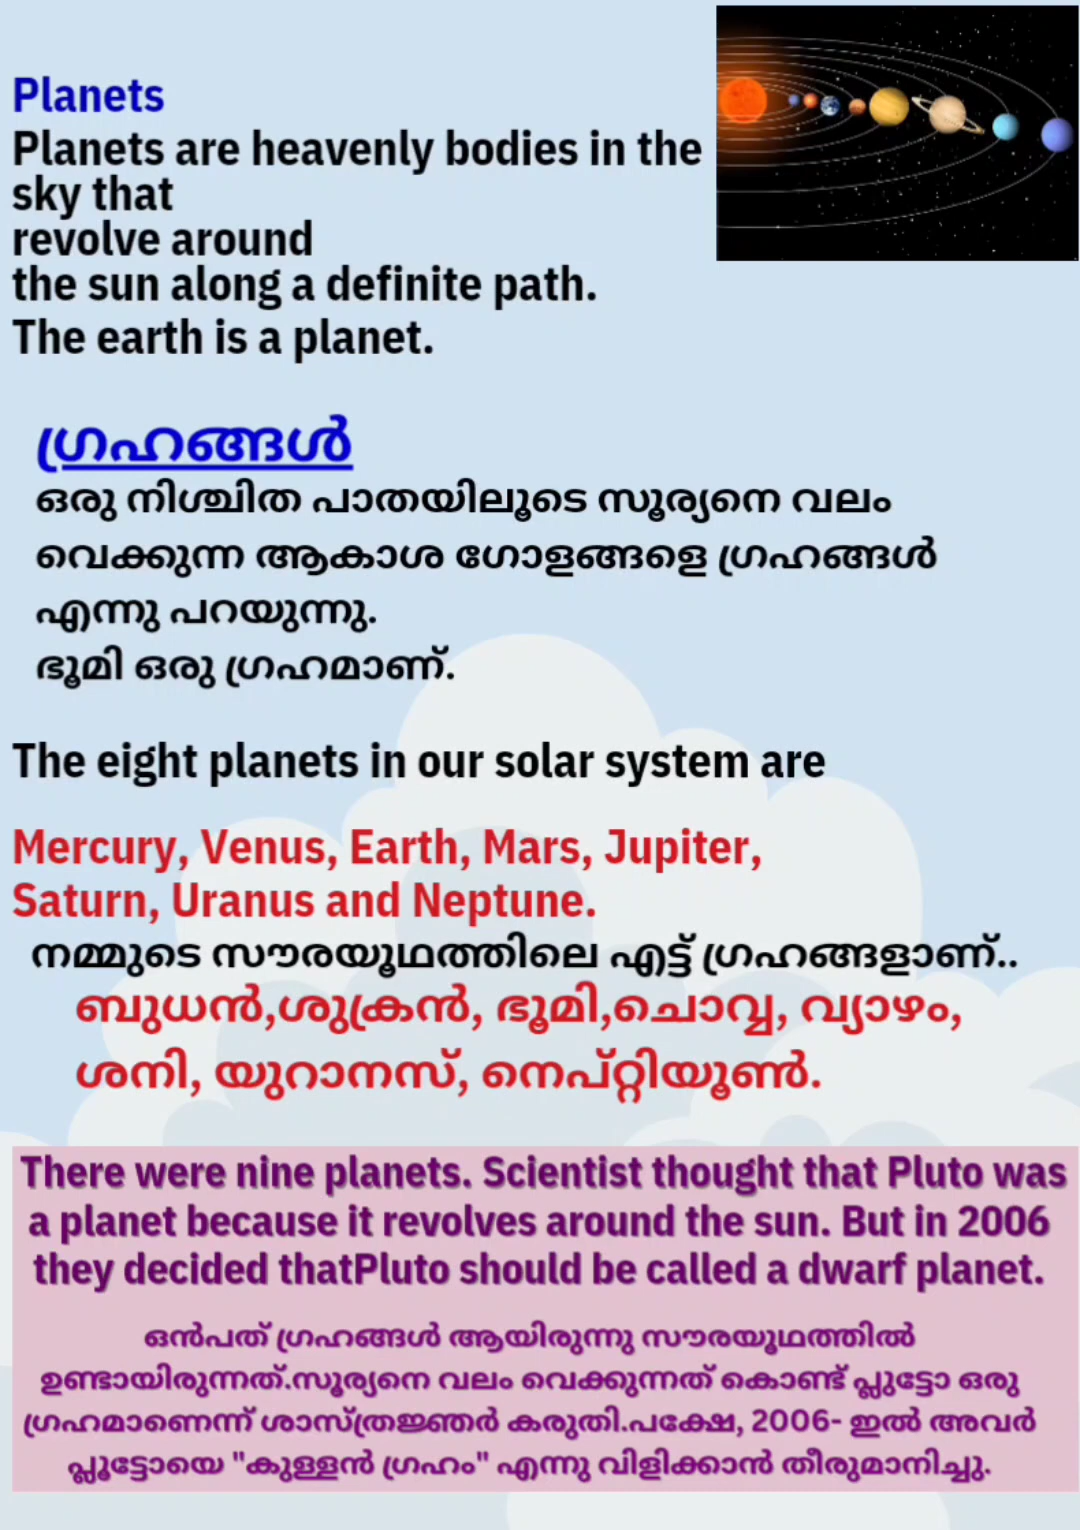 Planets
Planets are heavenly bodies in the
sky that
revolve around
the sun along a definite path.
The earth is a planet.
ഗ്രഹങ്ങൾ
ഒരു നിശ്ചിത പാതയിലൂടെ സൂര്യനെ വലം
വെക്കുന്ന ആകാശ ഗോളങ്ങളെ ഗ്രഹങ്ങൾ
എന്നു പറയുന്നു.
ഭൂമി ഒരു ഗ്രഹമാണ്.
The eight planets in our solar system are
Mercury, Venus, Earth, Mars, Jupiter,
Saturn, Uranus and Neptune.
നമ്മുടെ സൗരയൂഥത്തിലെ എട്ട് ഗ്രഹങ്ങളാണ്..
ബുധൻ,ശുക്രൻ, ഭൂമി,ചൊവ്വ, വ്യാഴം,
ശനി, യുറാനസ്, നെപ്റ്റിയൂൺ.
There were nine planets. Scientist thought that Pluto was
a planet because it revolves around the sun. But in 2006
they decided thatPluto should be called a dwarf planet.
ഒൻപത് ഗ്രഹങ്ങൾ ആയിരുന്നു സൗരയൂഥത്തിൽ
ഉണ്ടായിരുന്നത്.സൂര്യനെ വലം വെക്കുന്നത് കൊണ്ട് പ്ലുട്ടോ ഒരു
ഗ്രഹമാണെന്ന് ശാസ്ത്രജ്ഞർ കരുതി.പക്ഷേ, 2006- ഇൽ അവർ
പ്ലൂട്ടോയെ "കുള്ളൻ ഗ്രഹം" എന്നു വിളിക്കാൻ തീരുമാനിച്ചു.